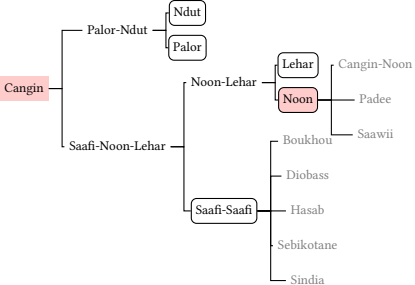 Ndut
Palor-Ndut
Palor
Lehar
Cangin-Noon
Noon-Lehar
Cangin
Noon
Padee
Saawii
Boukhou
Saafi-Noon-Lehar
Diobass
Saafi-Saafi
Hasab
Sebikotane
Sindia